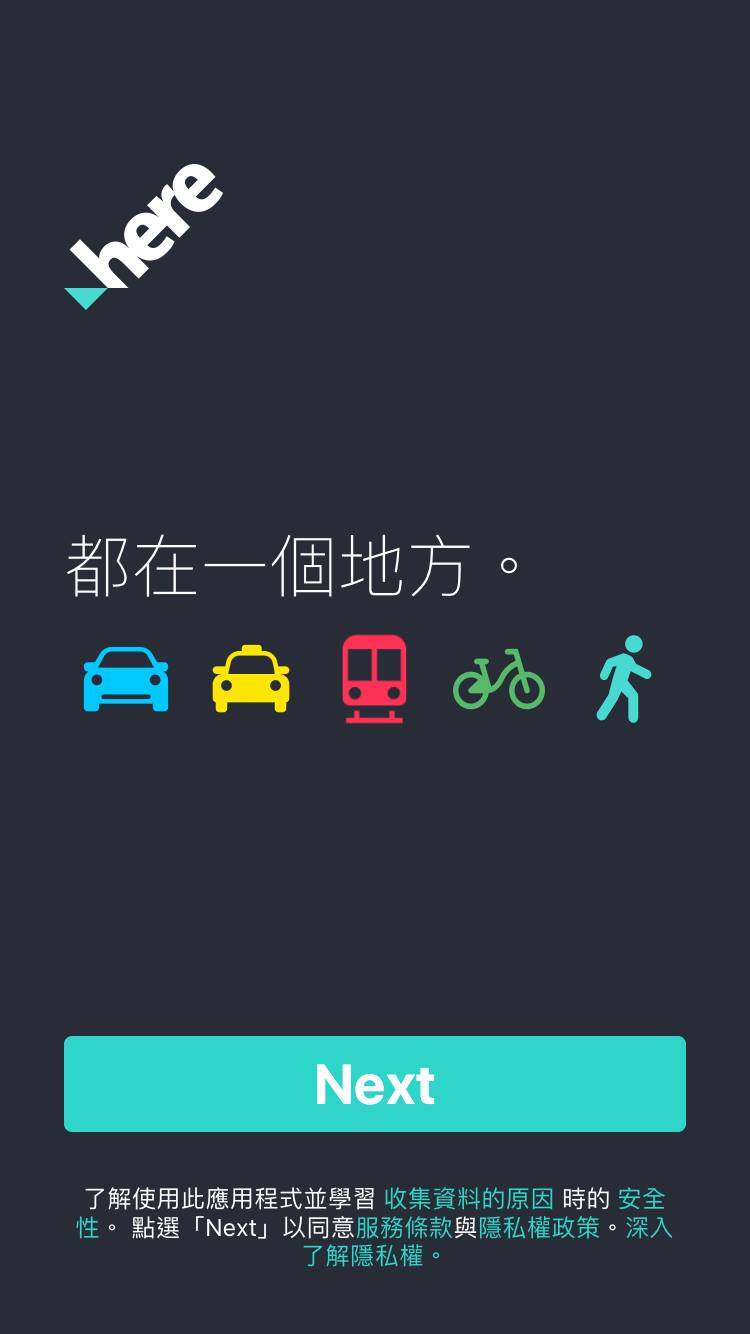 here
都在一個地方。
Next
了解使用此應用程式並學習 收集資料的原因 時的 安全
性。 點選「Next」以同意服務條款與隱私權政策。深入
了解隱私權。